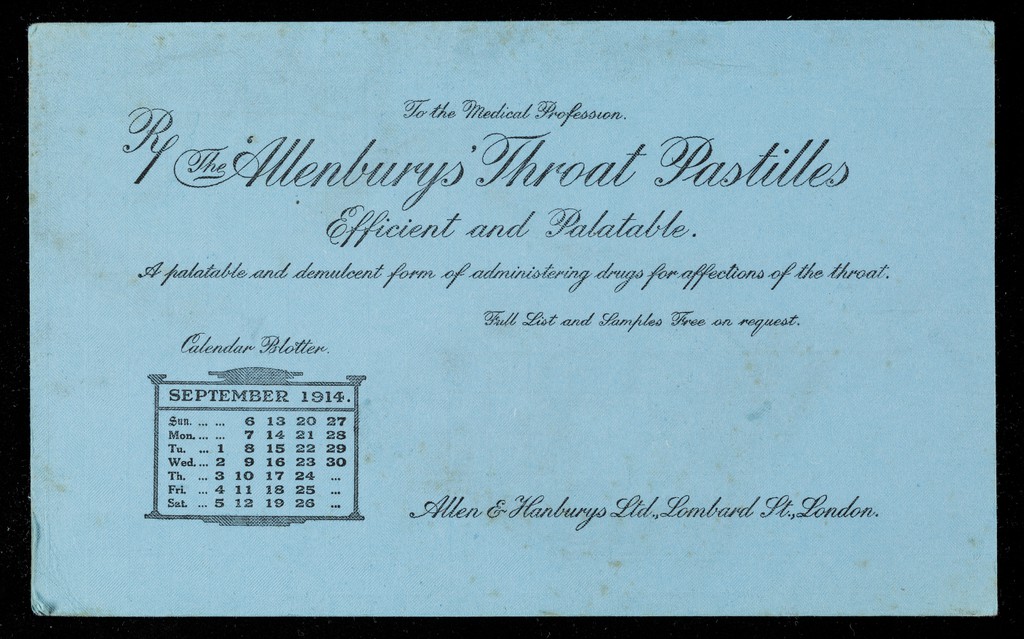 To the Medical Profession.
℞ The 'Allenburys' Throat Pastilles
Efficient and Palatable.
A palatable and demulcent form of administering drugs for affections of the throat.
Full List and Samples Free on request.
Calendar Blotter.
SEPTEMBER 1914.
Sun. ... ... 6 13 20 27
Mon. ... ... 7 14 21 28
Tu. ... 1 8 15 22 29
Wed. ... 2 9 16 23 30
Th. ... 3 10 17 24 ...
Fri. ... 4 11 18 25 ...
Sat. ... 5 12 19 26 ...
Allen & Hanburys Ltd., Lombard St., London.